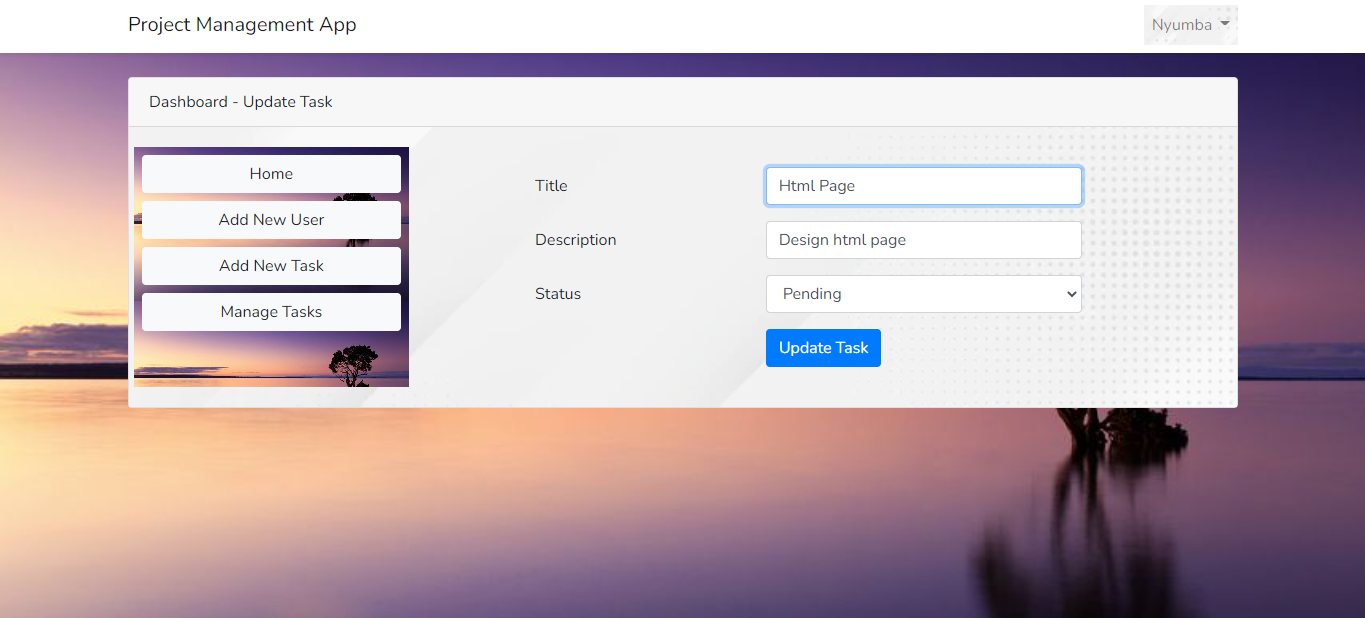 Project Management App
Nyumba
Dashboard - Update Task
Home
Add New User
Add New Task
Manage Tasks
Title
Html Page
Description
Design html page
Status
Pending
Update Task